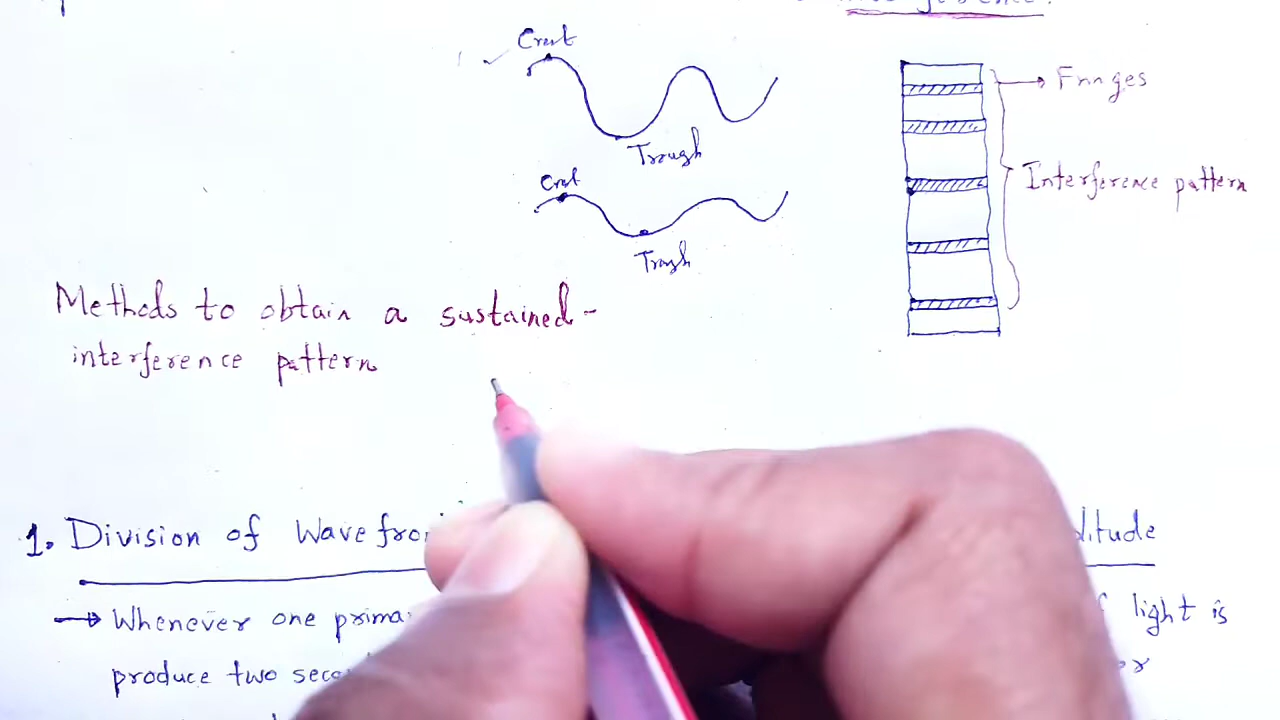 Crest
Trough
Crest
Trough
Fringes
Interference pattern
Methods to obtain a sustained-
interference pattern
1. Division of Wavefro
Whenever one prima
light is
produce two seco